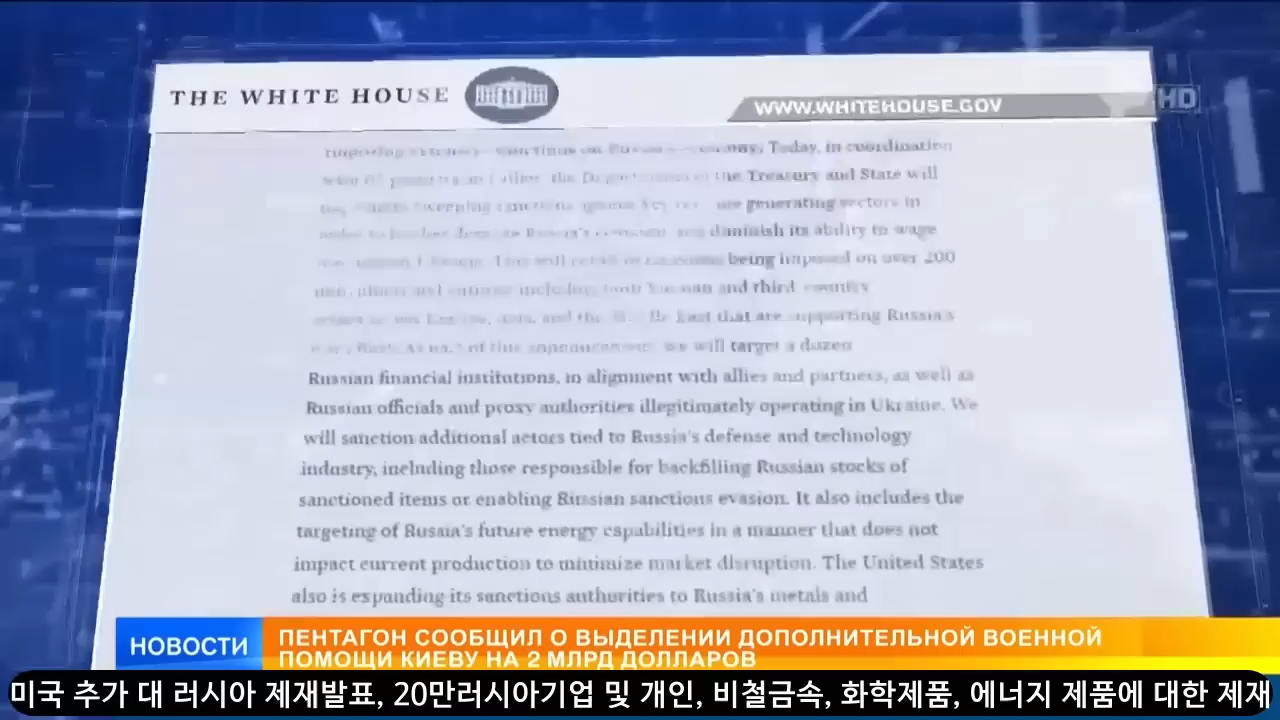 THE WHITE HOUSE
WWW.WHITEHOUSE.GOV
HD
Today, in coordination
the Treasury and State will
generating sectors in
diminish its ability to wage
being imposed on over 200
and third country
East that are supporting Russia's
we will target a dozen
Russian financial institutions, in alignment with allies and partners, as well as
Russian officials and proxy authorities illegitimately operating in Ukraine. We
will sanction additional actors tied to Russia's defense and technology
industry, including those responsible for backfilling Russian stocks of
sanctioned items or enabling Russian sanctions evasion. It also includes the
targeting of Russia's future energy capabilities in a manner that does not
impact current production to minimize market disruption. The United States
also is expanding its sanctions authorities to Russia's metals and
НОВОСТИ
ПЕНТАГОН СООБЩИЛ О ВЫДЕЛЕНИИ ДОПОЛНИТЕЛЬНОЙ ВОЕННОЙ
ПОМОЩИ КИЕВУ НА 2 МЛРД ДОЛЛАРОВ
미국 추가 대 러시아 제재발표, 20만러시아기업 및 개인, 비철금속, 화학제품, 에너지 제품에 대한 제재